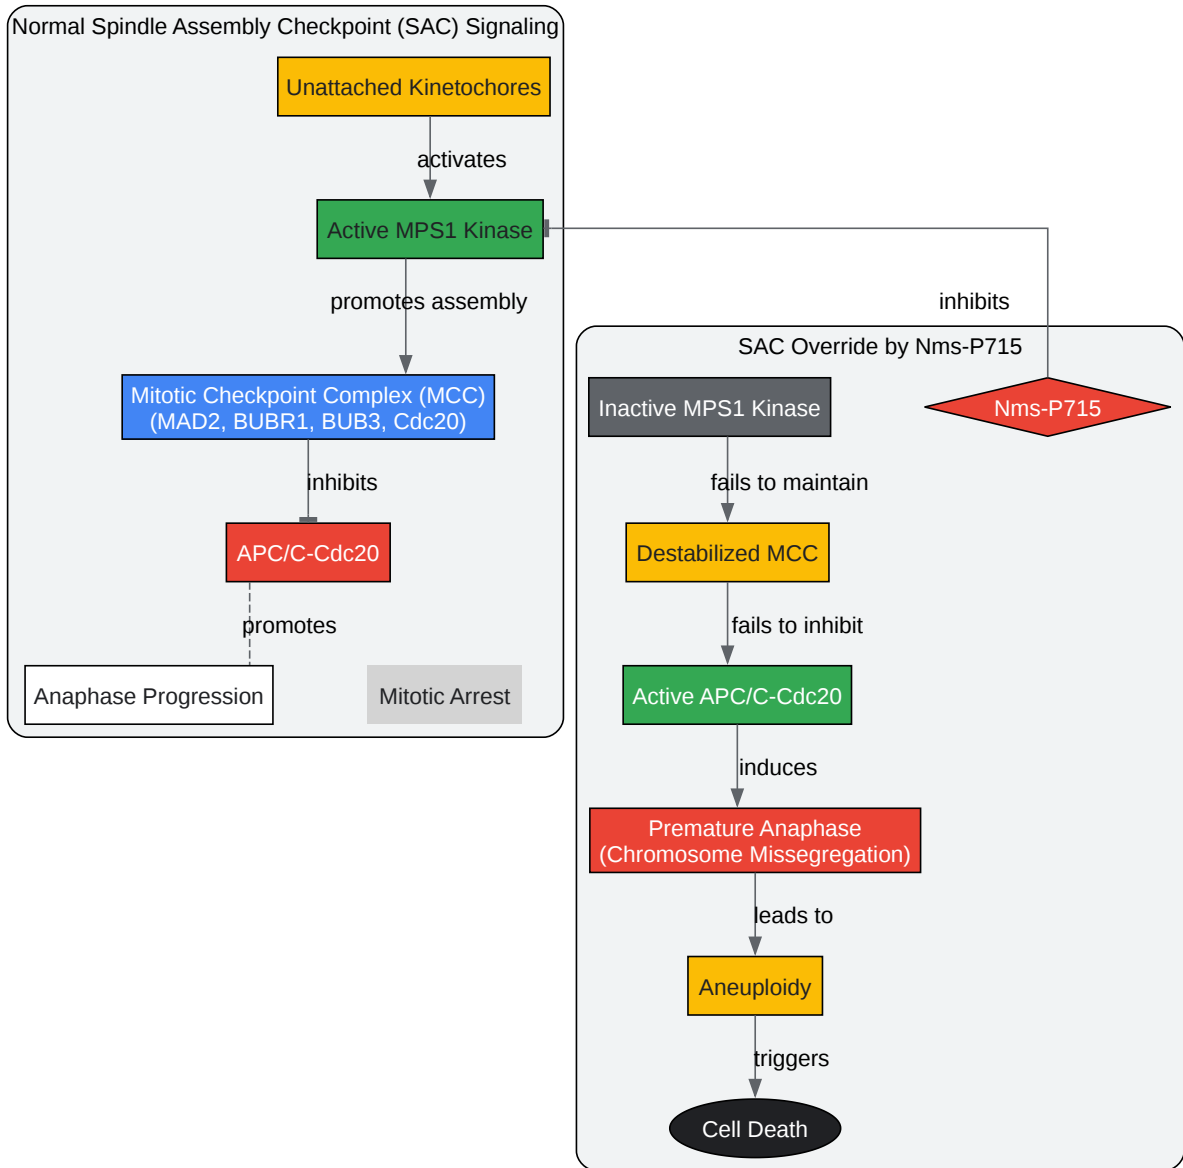 Normal Spindle Assembly Checkpoint (SAC) Signaling
Unattached Kinetochores
activates
Active MPS1 Kinase
promotes assembly
Mitotic Checkpoint Complex (MCC)
(MAD2, BUBR1, BUB3, Cdc20)
inhibits
APC/C-Cdc20
promotes
Anaphase Progression
Mitotic Arrest
inhibits
SAC Override by Nms-P715
Inactive MPS1 Kinase
Nms-P715
fails to maintain
Destabilized MCC
fails to inhibit
Active APC/C-Cdc20
induces
Premature Anaphase
(Chromosome Missegregation)
leads to
Aneuploidy
triggers
Cell Death